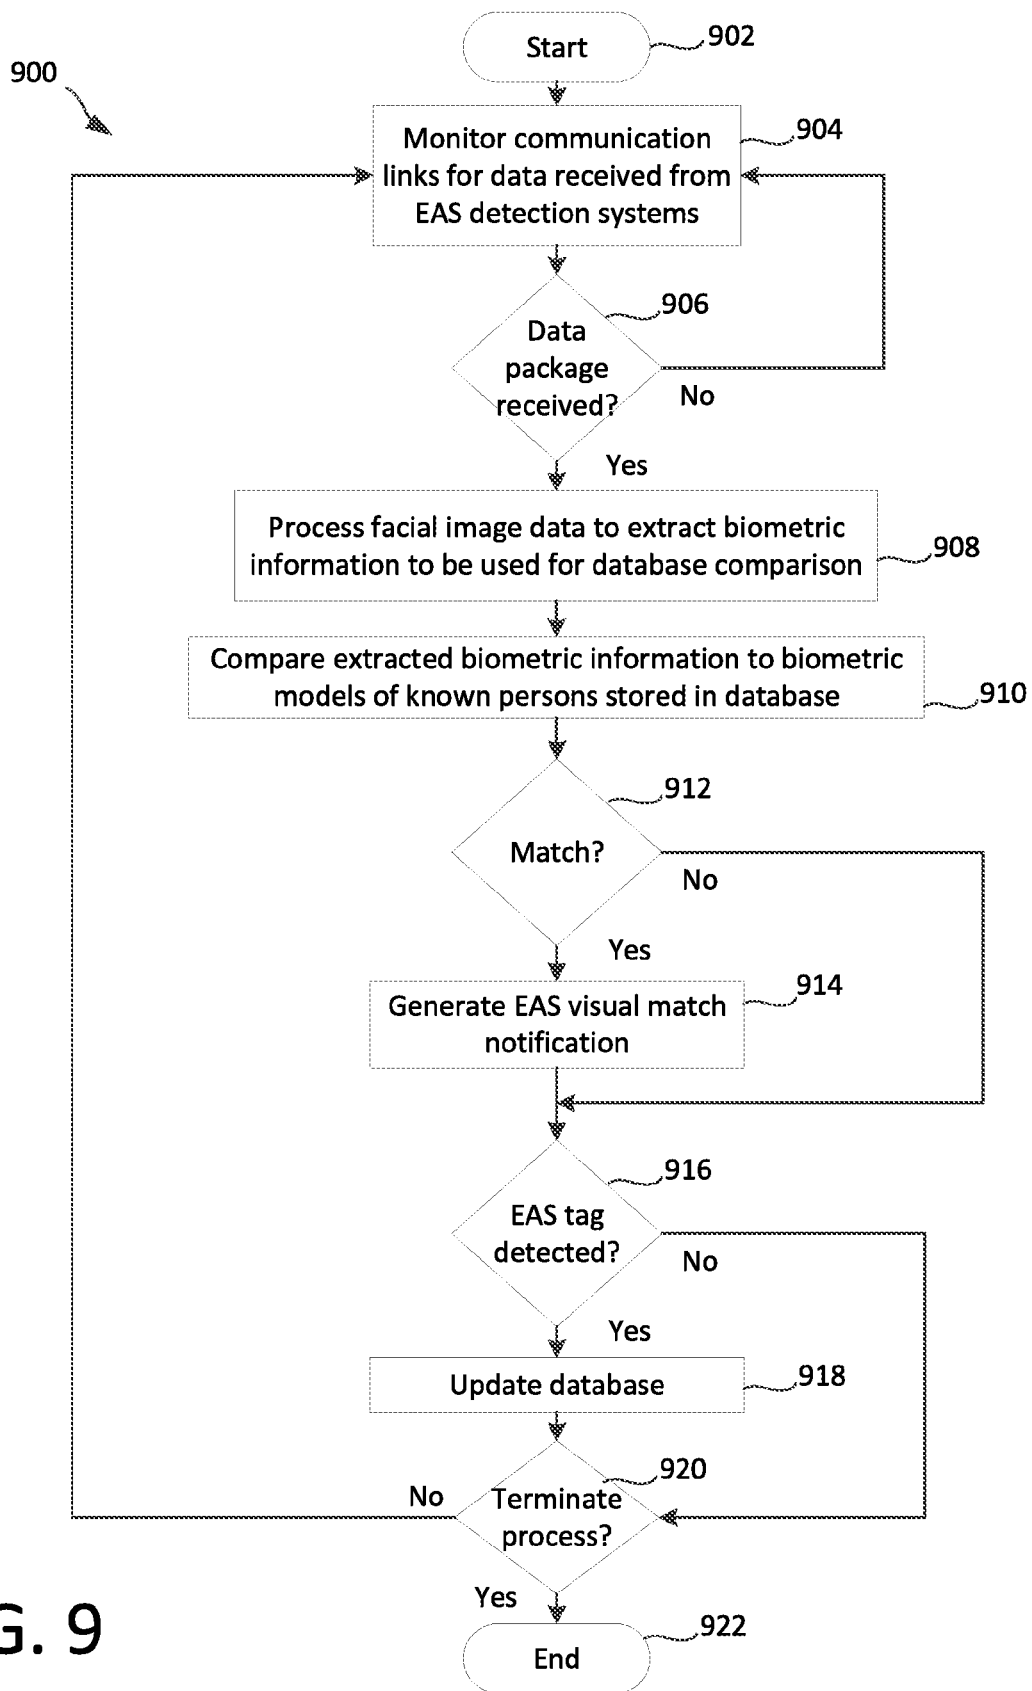 900
Start
902
Monitor communication
links for data received from
EAS detection systems
904
906
Data
package
received?
No
Yes
Process facial image data to extract biometric
information to be used for database comparison
908
Compare extracted biometric information to biometric
models of known persons stored in database
910
912
Match?
No
Yes
Generate EAS visual match
notification
914
916
EAS tag
detected?
No
Yes
Update database
918
920
Terminate
process?
No
Yes
End
922
G. 9